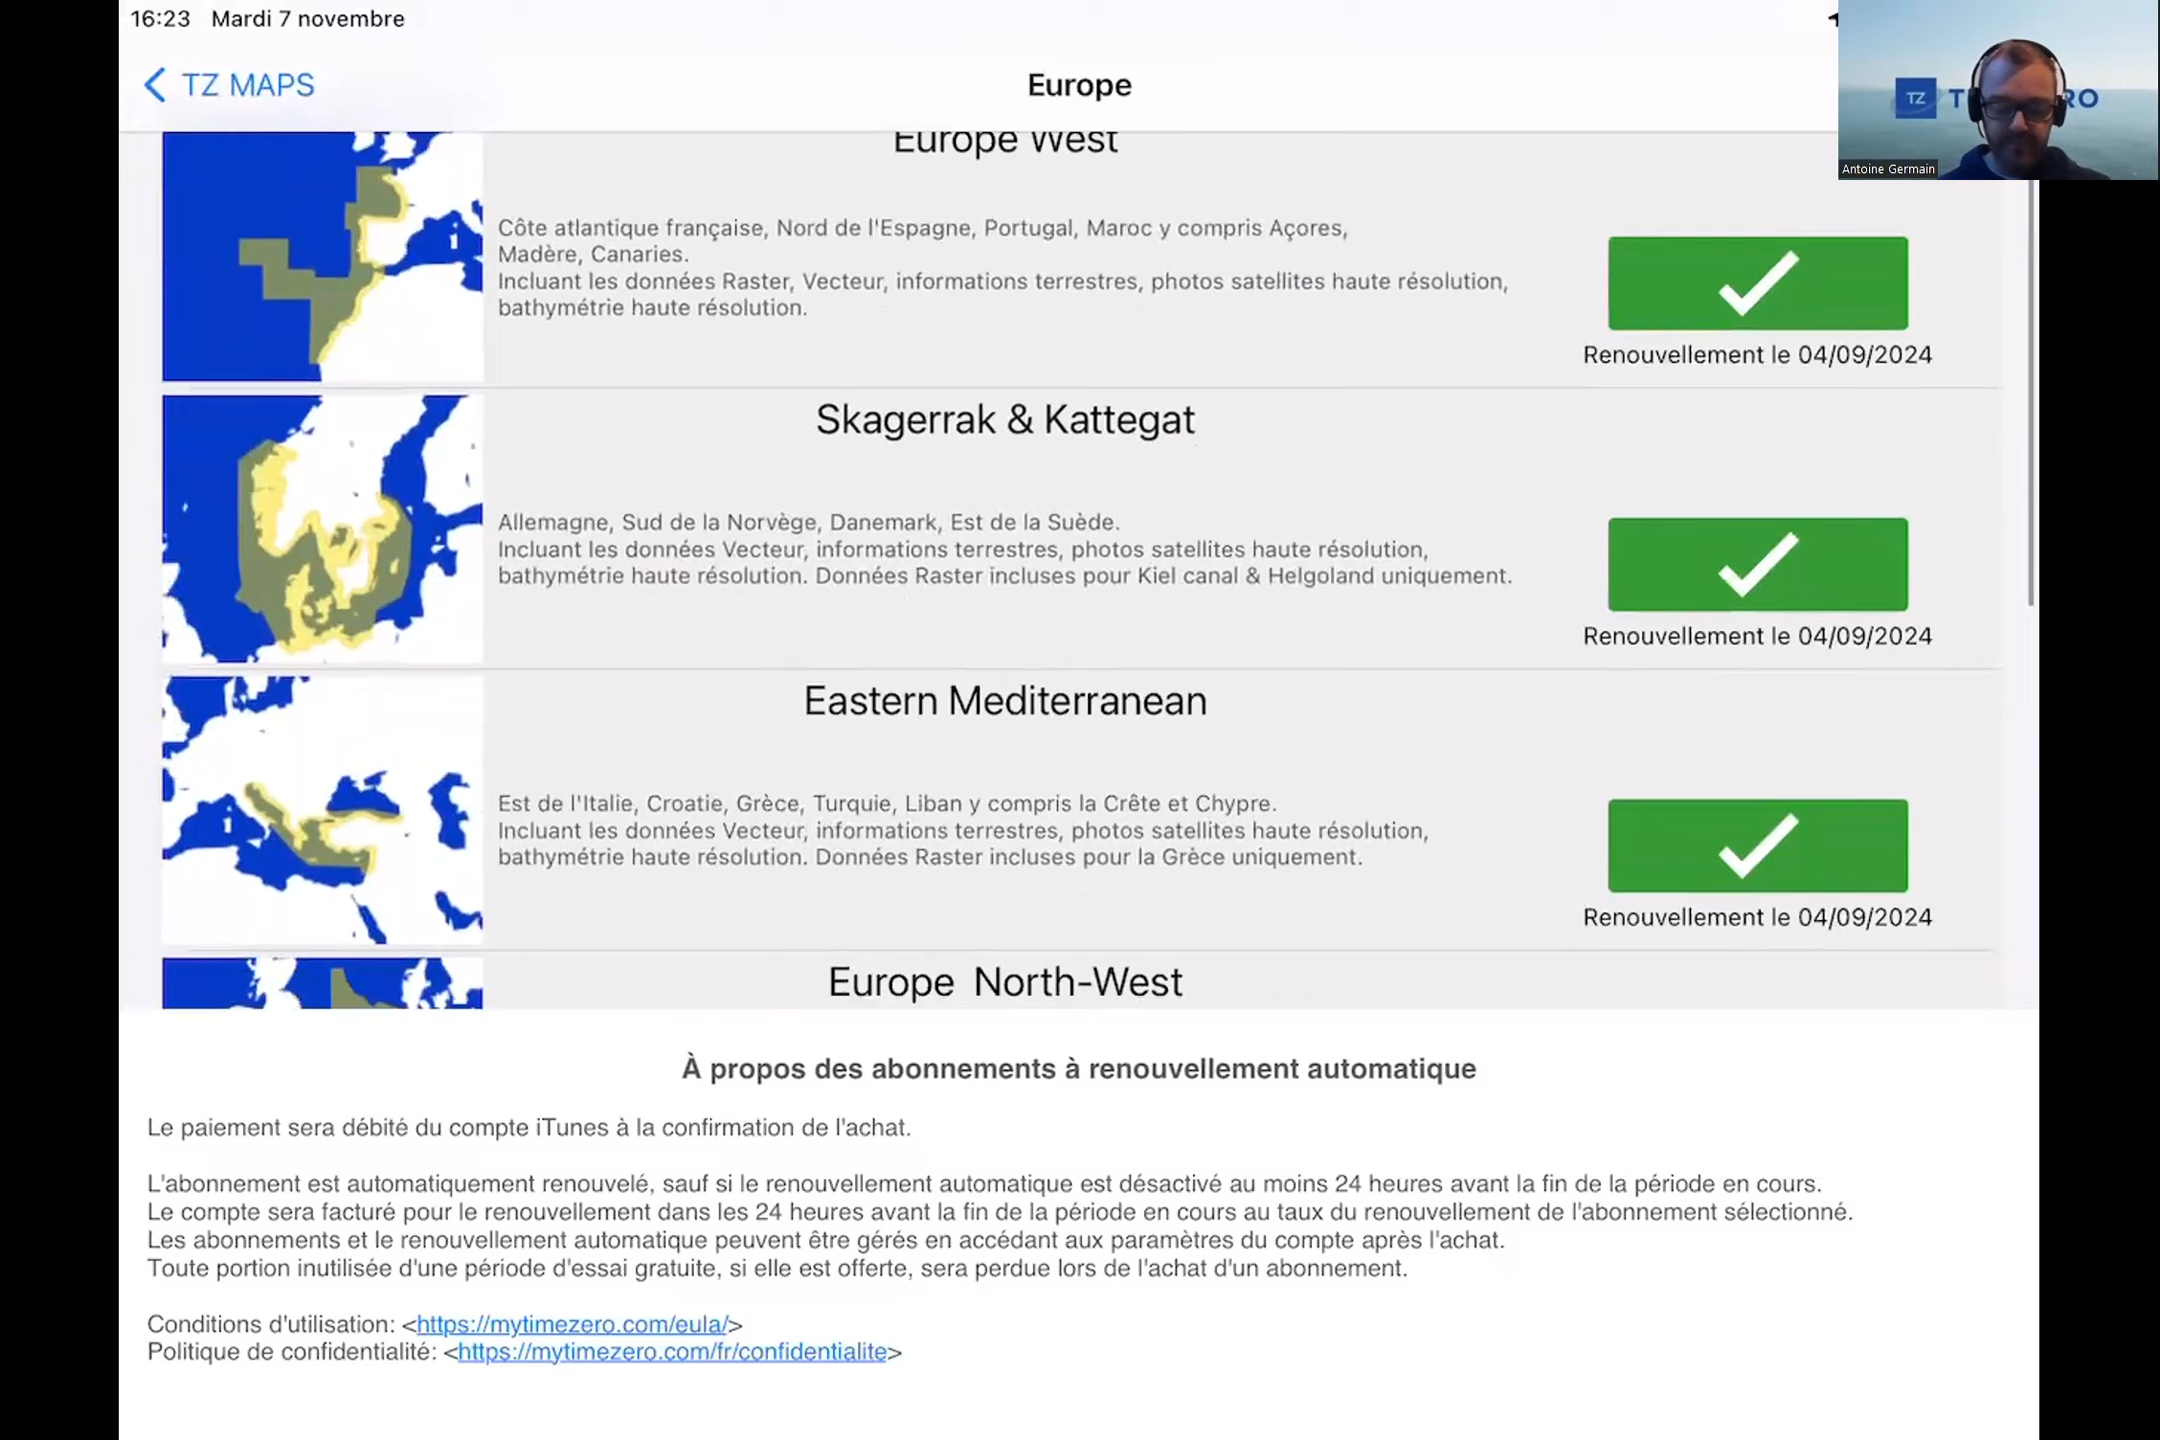 16:23 Mardi 7 novembre
TZ MAPS
Europe
TZ
Antoine Germain
Europe West
Côte atlantique française, Nord de l'Espagne, Portugal, Maroc y compris Açores,
Madère, Canaries.
Incluant les données Raster, Vecteur, informations terrestres, photos satellites haute résolution,
bathymétrie haute résolution.
Renouvellement le 04/09/2024
Skagerrak & Kattegat
Allemagne, Sud de la Norvège, Danemark, Est de la Suède.
Incluant les données Vecteur, informations terrestres, photos satellites haute résolution,
bathymétrie haute résolution. Données Raster incluses pour Kiel canal & Helgoland uniquement.
Renouvellement le 04/09/2024
Eastern Mediterranean
Est de l'Italie, Croatie, Grèce, Turquie, Liban y compris la Crête et Chypre.
Incluant les données Vecteur, informations terrestres, photos satellites haute résolution,
bathymétrie haute résolution. Données Raster incluses pour la Grèce uniquement.
Renouvellement le 04/09/2024
Europe North-West
À propos des abonnements à renouvellement automatique
Le paiement sera débité du compte iTunes à la confirmation de l'achat.
L'abonnement est automatiquement renouvelé, sauf si le renouvellement automatique est désactivé au moins 24 heures avant la fin de la période en cours.
Le compte sera facturé pour le renouvellement dans les 24 heures avant la fin de la période en cours au taux du renouvellement de l'abonnement sélectionné.
Les abonnements et le renouvellement automatique peuvent être gérés en accédant aux paramètres du compte après l'achat.
Toute portion inutilisée d'une période d'essai gratuite, si elle est offerte, sera perdue lors de l'achat d'un abonnement.
Conditions d'utilisation: <https://mytimezero.com/eula/>
Politique de confidentialité: <https://mytimezero.com/fr/confidentialite>